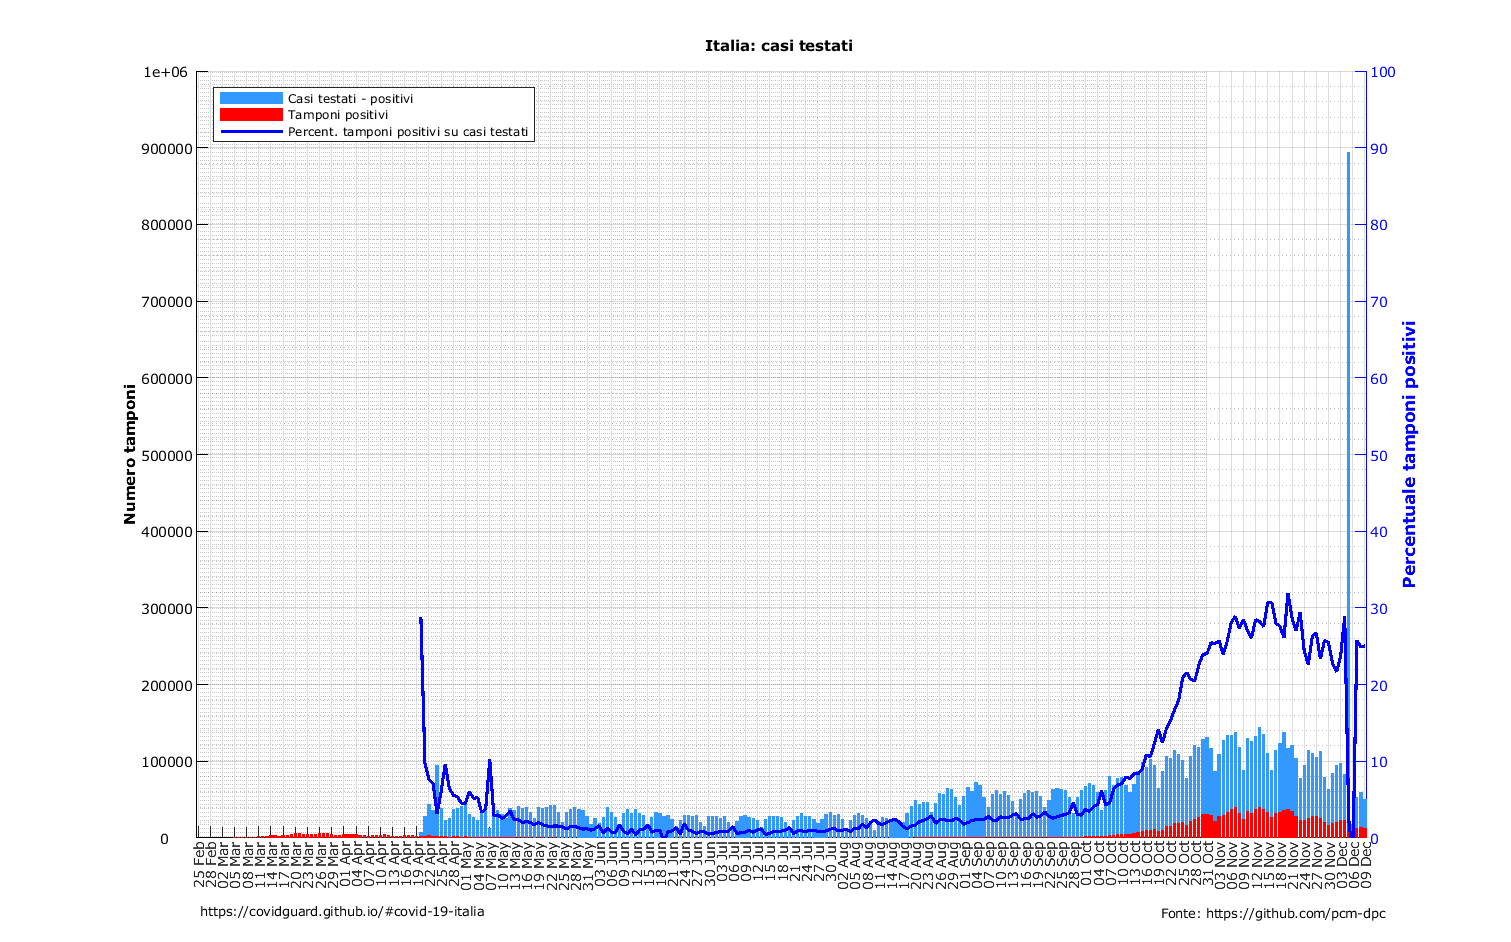 Italia: casi testati
1e+06
900000
800000
700000
600000
500000
400000
300000
200000
100000
0
Numero tamponi
Casi testati - positivi
Tamponi positivi
Percent. tamponi positivi su casi testati
100
90
80
70
60
50
40
30
20
10
0
Percentuale tamponi positivi
25 Feb
28 Feb
02 Mar
05 Mar
08 Mar
11 Mar
14 Mar
17 Mar
20 Mar
23 Mar
26 Mar
29 Mar
01 Apr
04 Apr
07 Apr
10 Apr
13 Apr
16 Apr
19 Apr
22 Apr
25 Apr
28 Apr
01 May
04 May
07 May
10 May
13 May
16 May
19 May
22 May
25 May
28 May
31 May
03 Jun
06 Jun
09 Jun
12 Jun
15 Jun
18 Jun
21 Jun
24 Jun
27 Jun
30 Jun
03 Jul
06 Jul
09 Jul
12 Jul
15 Jul
18 Jul
21 Jul
24 Jul
27 Jul
30 Jul
02 Aug
05 Aug
08 Aug
11 Aug
14 Aug
17 Aug
20 Aug
23 Aug
26 Aug
29 Aug
01 Sep
04 Sep
07 Sep
10 Sep
13 Sep
16 Sep
19 Sep
22 Sep
25 Sep
28 Sep
01 Oct
04 Oct
07 Oct
10 Oct
13 Oct
16 Oct
19 Oct
22 Oct
25 Oct
28 Oct
31 Oct
03 Nov
06 Nov
09 Nov
12 Nov
15 Nov
18 Nov
21 Nov
24 Nov
27 Nov
30 Nov
03 Dec
06 Dec
09 Dec
https://covidguard.github.io/#covid-19-italia
Fonte: https://github.com/pcm-dpc